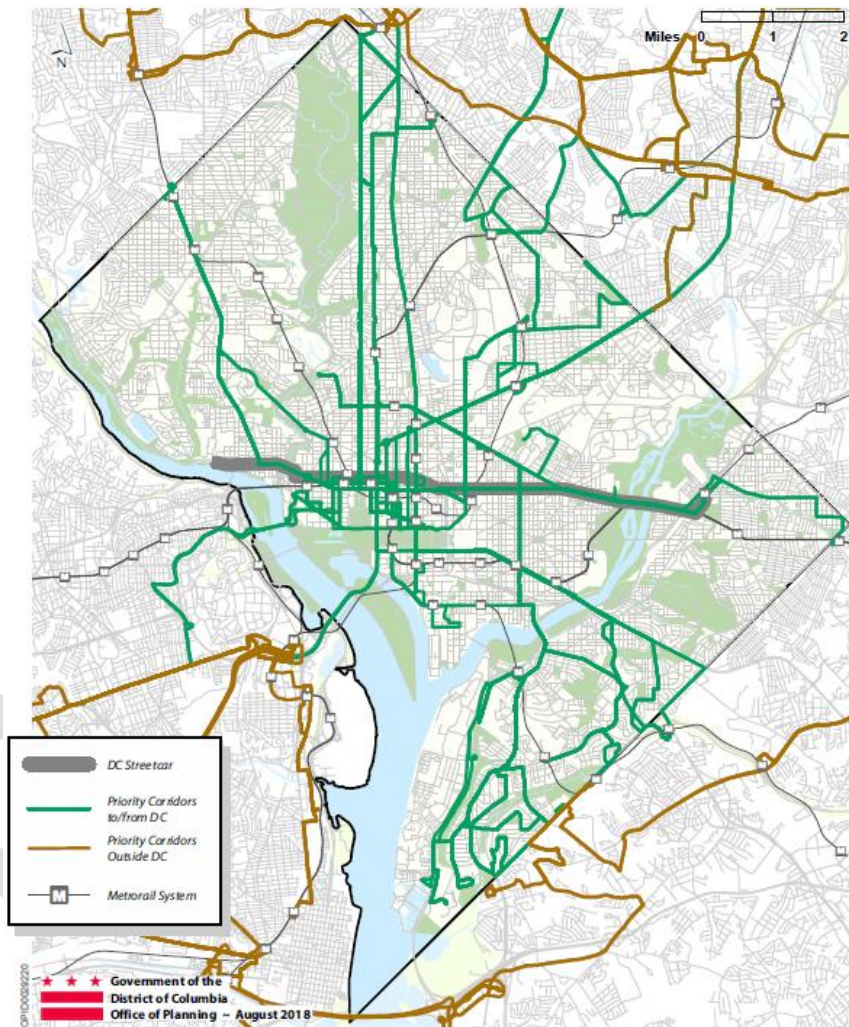 Miles 0 1 2
N
DC Streetcar
Priority Corridors
to/from DC
Priority Corridors
Outside DC
M
Metrorail System
★ ★ ★ Government of the
District of Columbia
Office of Planning ~ August 2018
OPID0029220